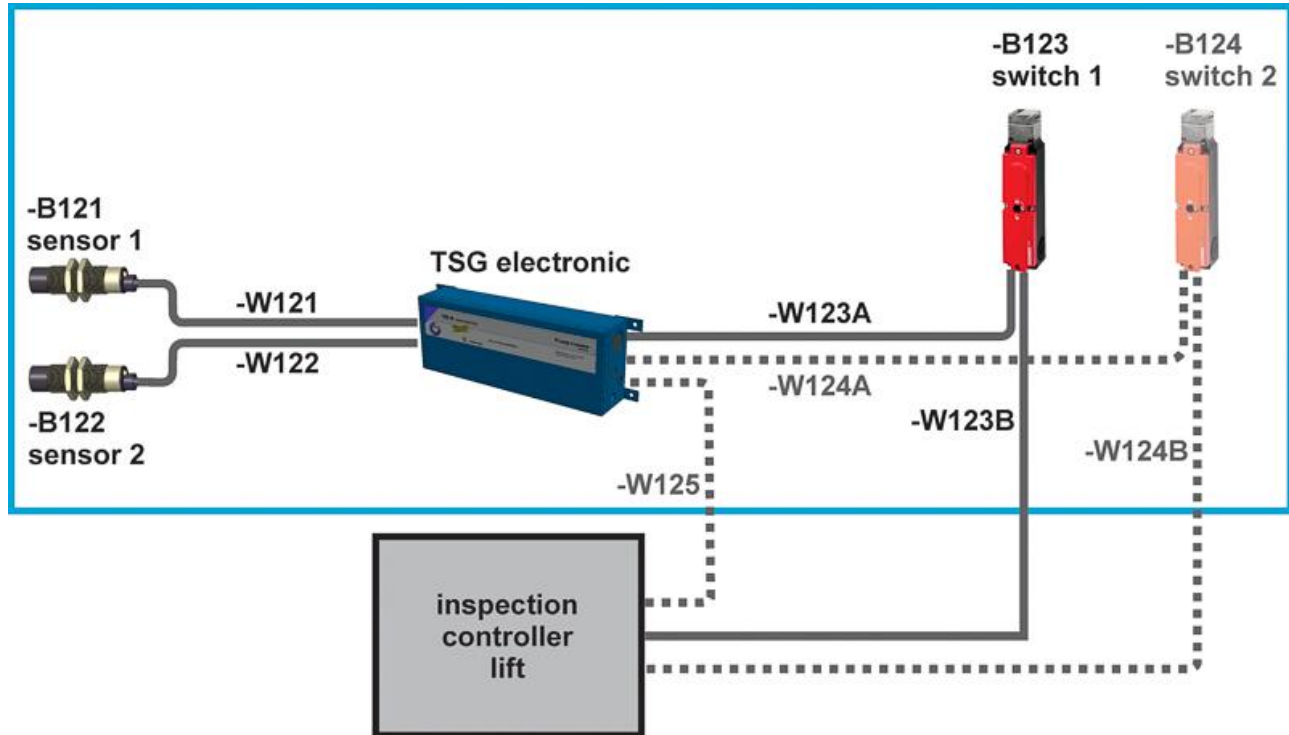 -B123
switch 1
-B124
switch 2
-B121
sensor 1
TSG electronic
-W121
-W123A
-W122
-W124A
-B122
sensor 2
-W123B
-W124B
-W125
inspection
controller
lift